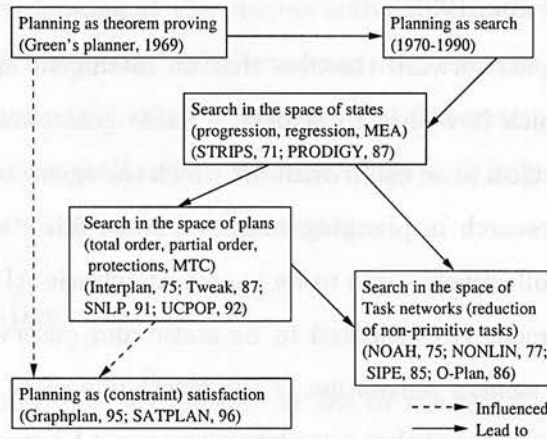 Planning as theorem proving
(Green's planner, 1969)
Planning as search
(1970-1990)
Search in the space of states
(progression, regression, MEA)
(STRIPS, 71; PRODIGY, 87)
Search in the space of plans
(total order, partial order,
protections, MTC)
(Interplan, 75; Tweak, 87;
SNLP, 91; UCPOP, 92)
Search in the space of
Task networks (reduction
of non-primitive tasks)
(NOAH, 75; NONLIN, 77;
SIPE, 85; O-Plan, 86)
Planning as (constraint) satisfaction
(Graphplan, 95; SATPLAN, 96)
Influenced
Lead to